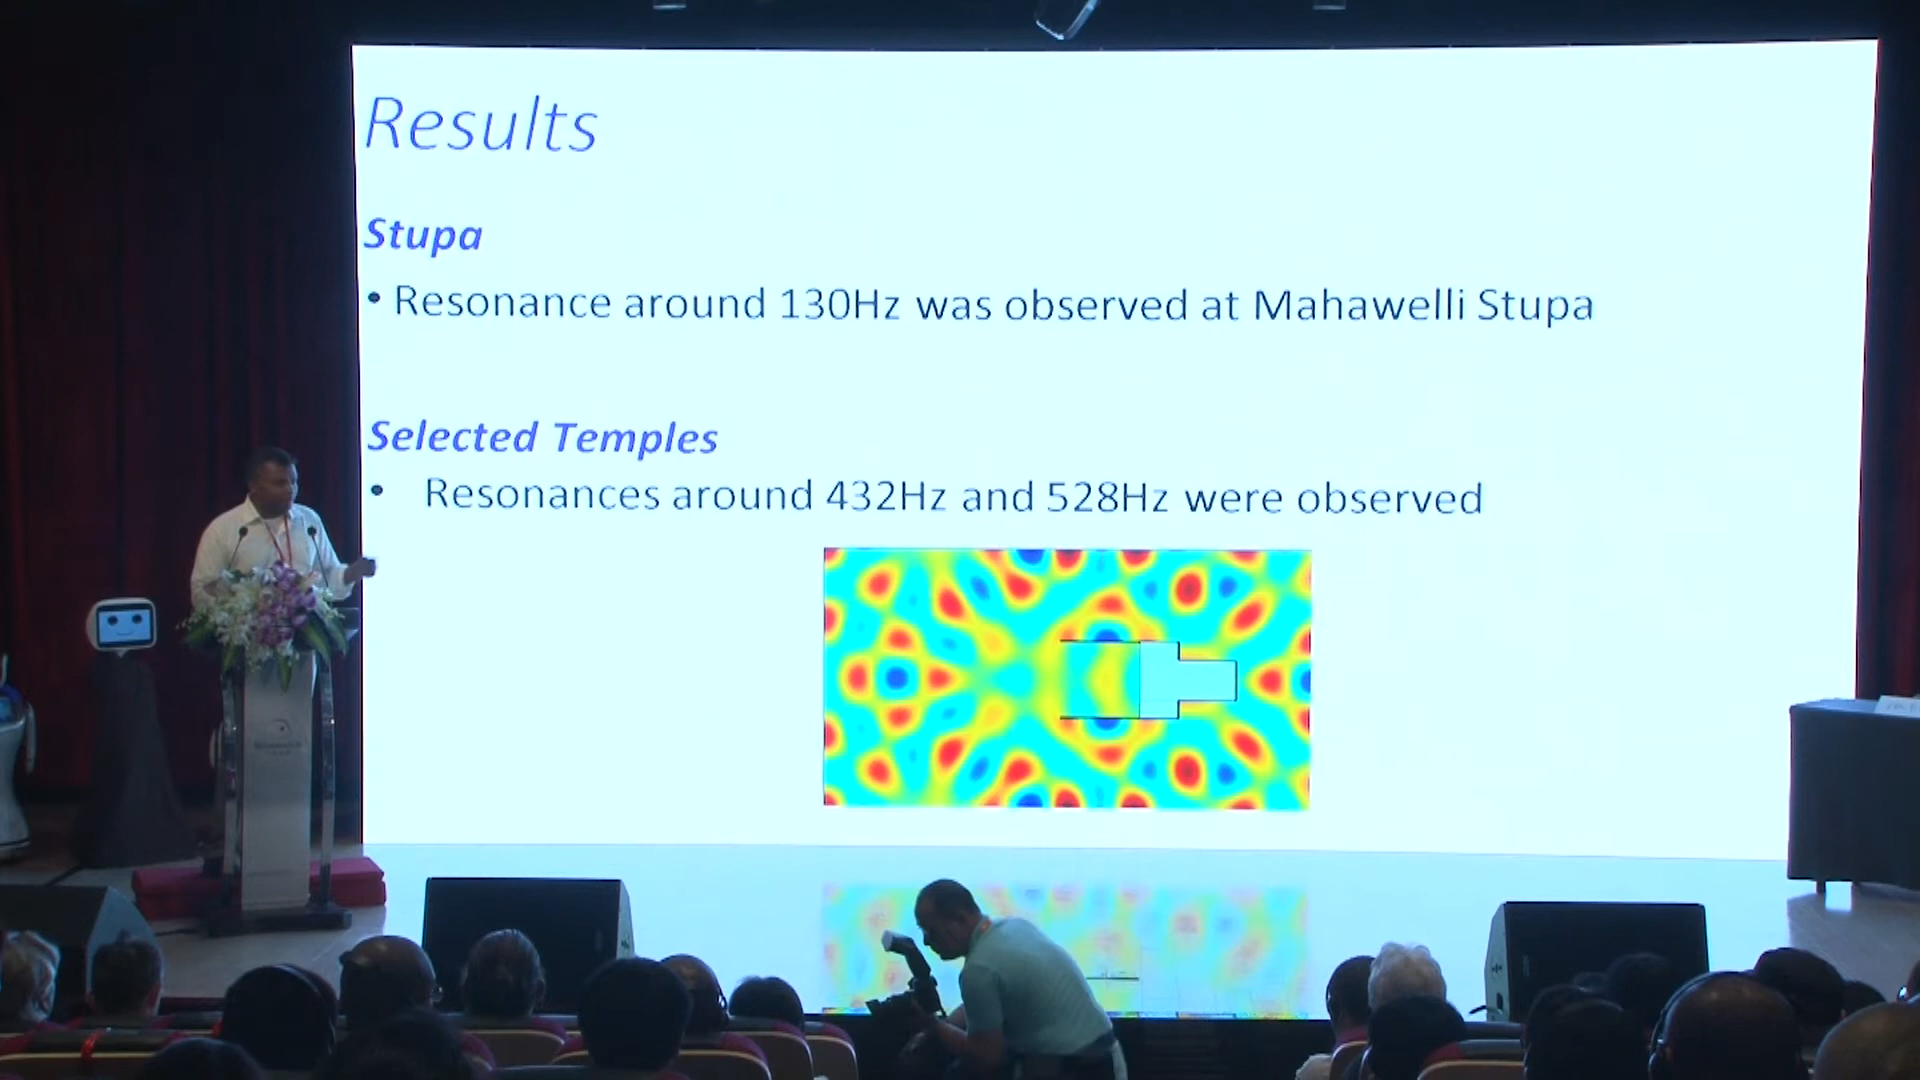 Results
Stupa
• Resonance around 130Hz was observed at Mahawelli Stupa
Selected Temples
• Resonances around 432Hz and 528Hz were observed